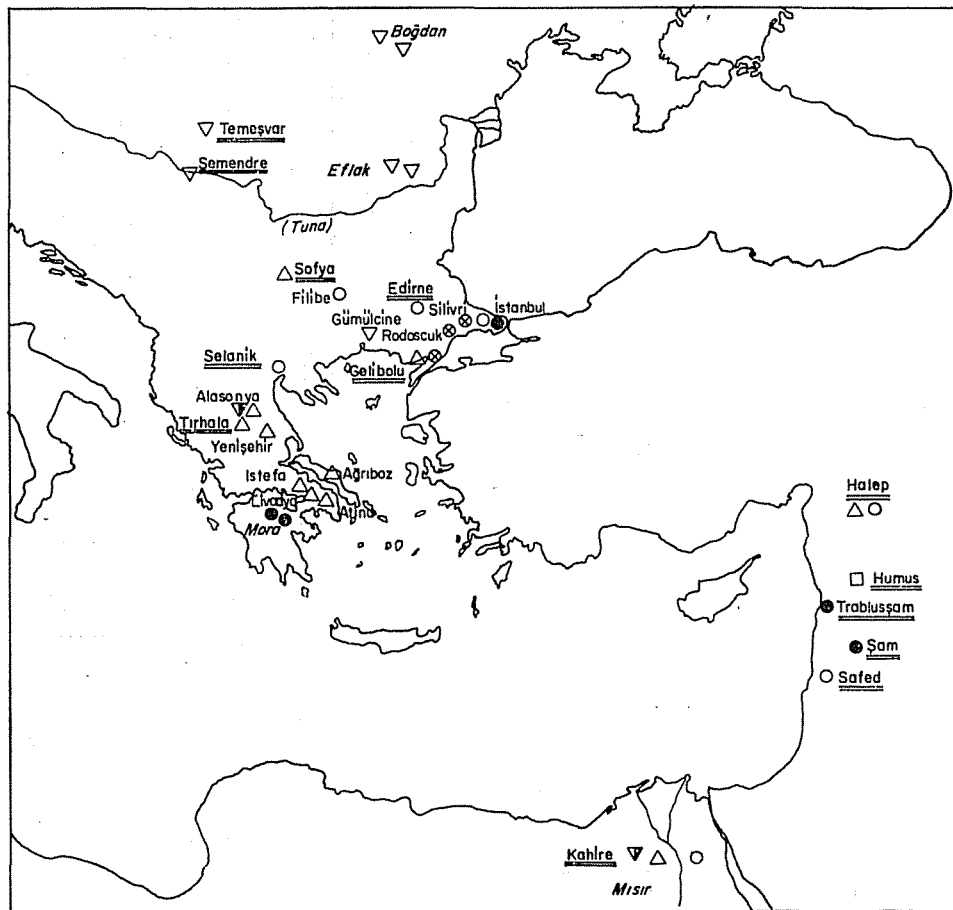 Boğdan
Temeşvar
Semendre
Eflak
(Tuna)
Sofya
Filibe
Edirne
Silivri
İstanbul
Gümülcine
Rodoscuk
Selanik
Gelibolu
Alasonya
Tırhala
Yenişehir
Istefa
Ağrıboz
Livadya
Atina
Mora
Halep
Humus
Trablusşam
Şam
Safed
Kahire
Mısır